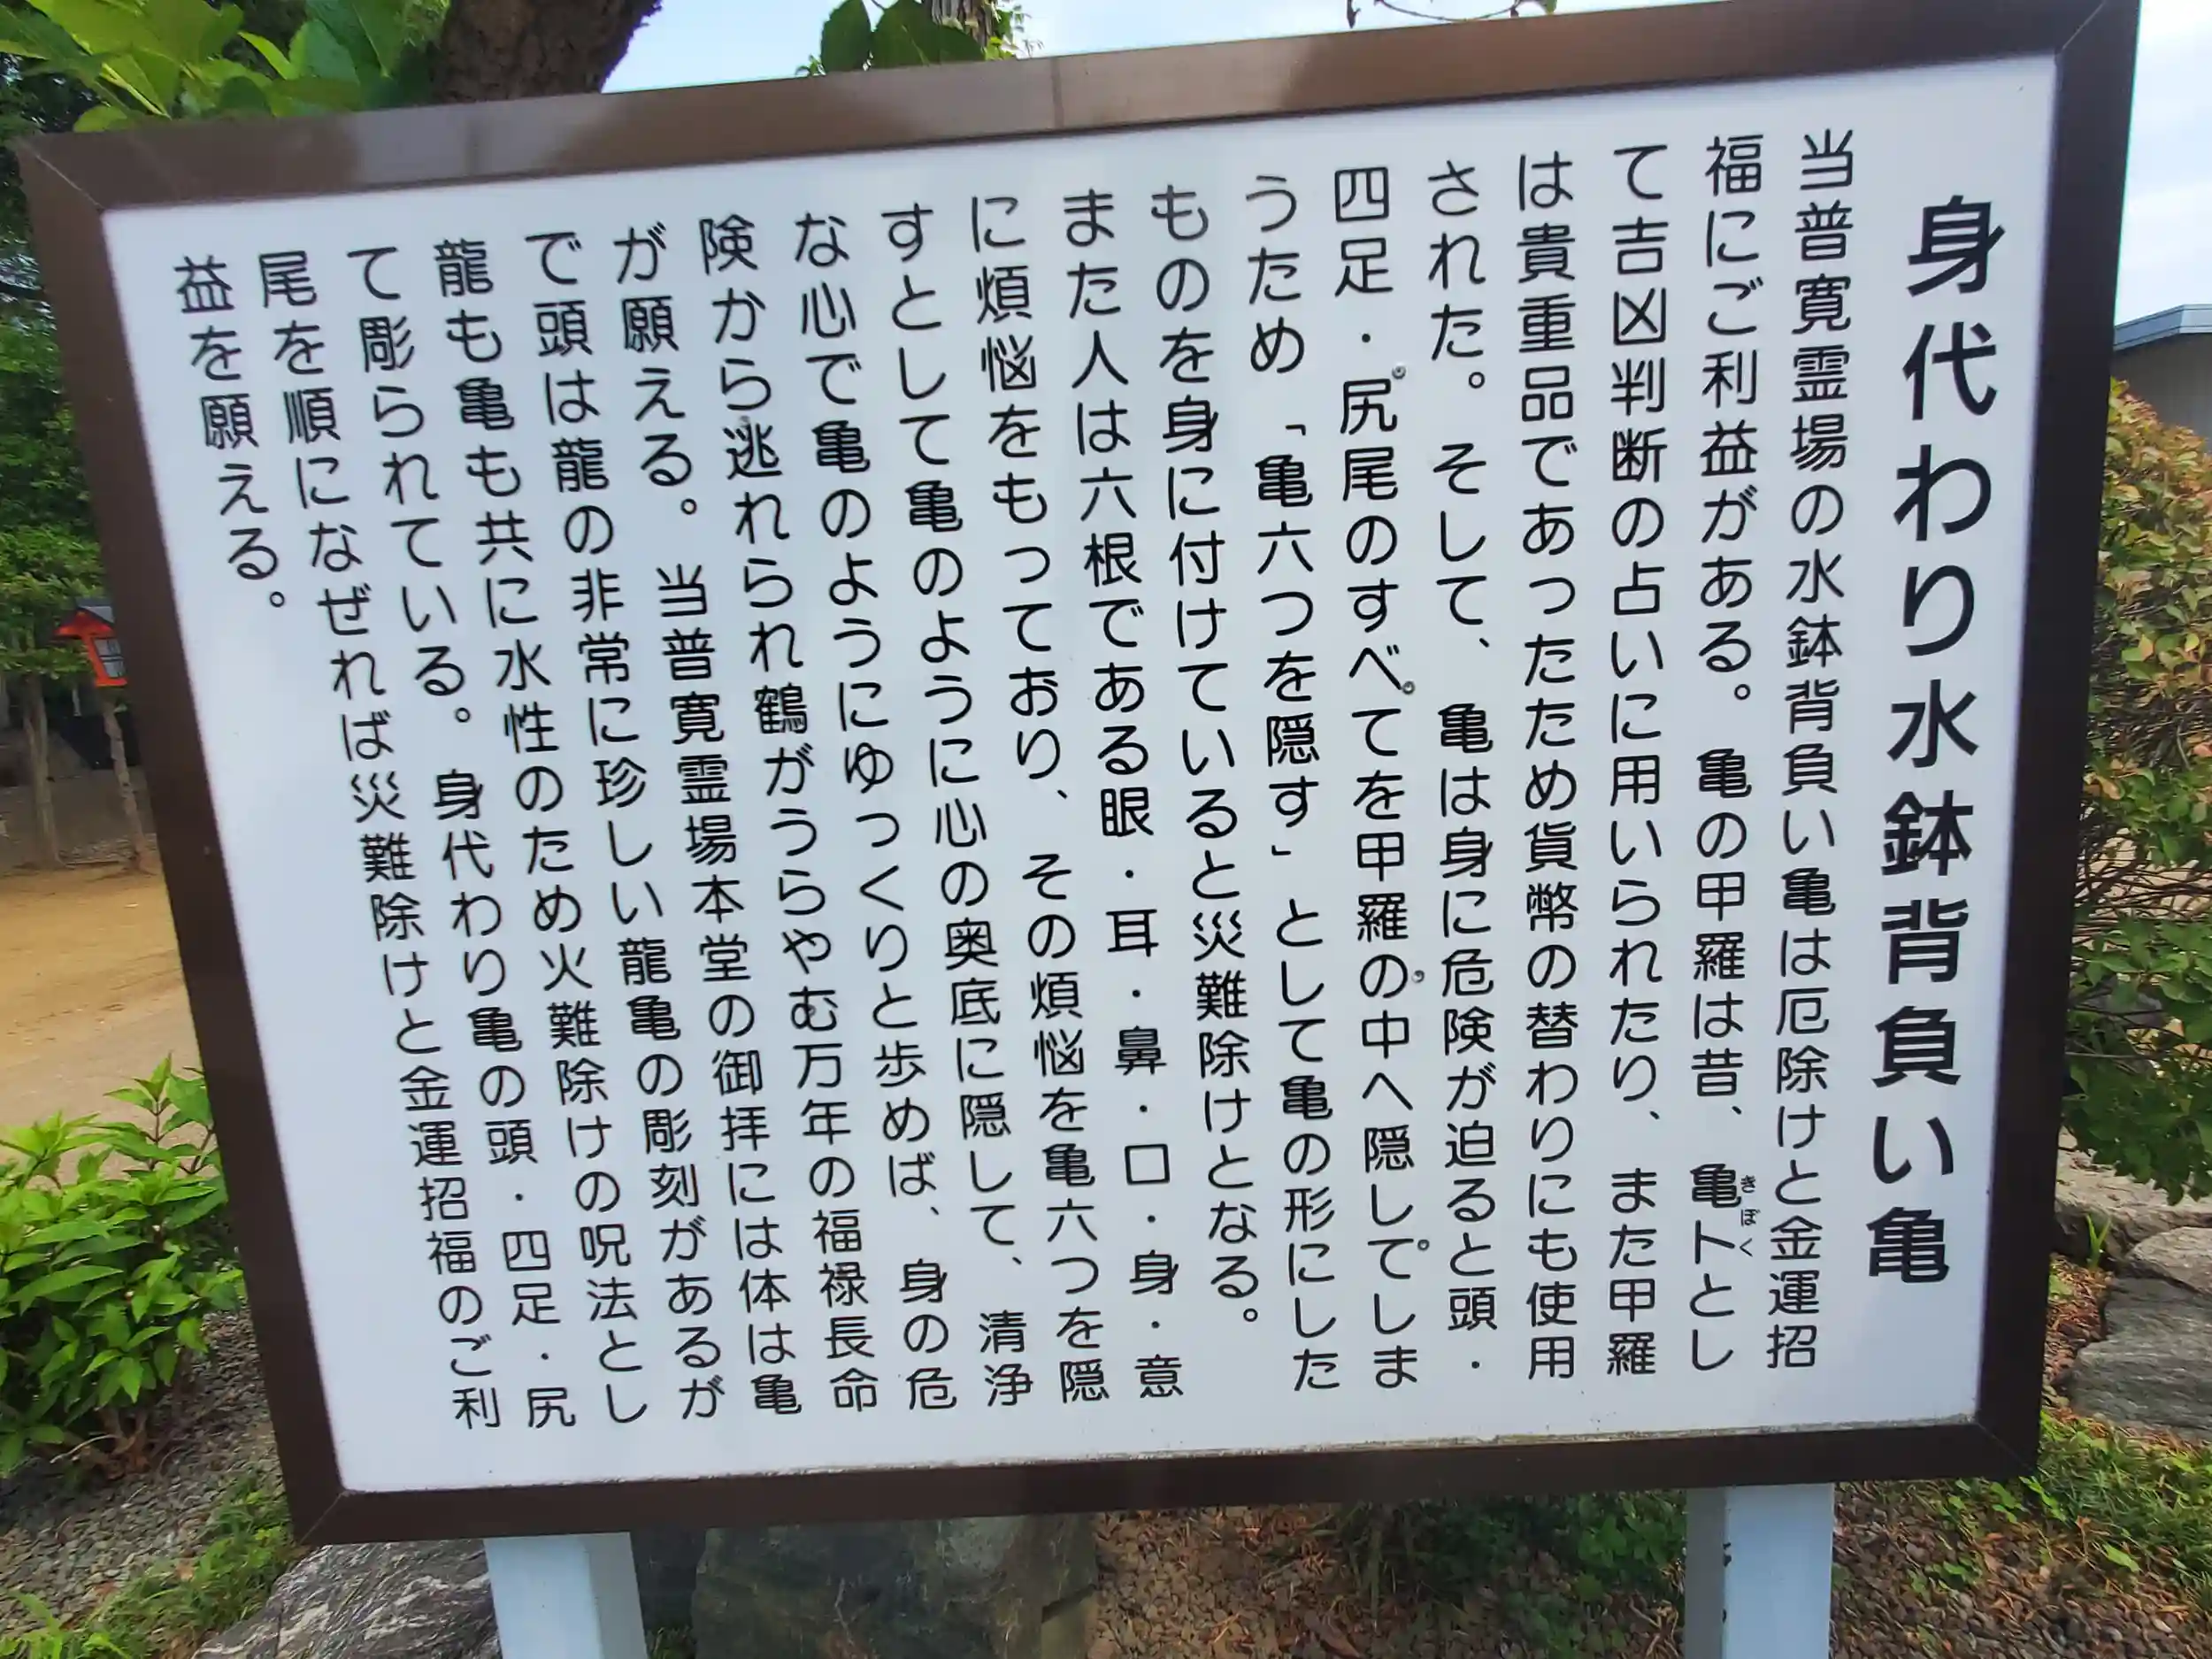 身代わり水鉢背負い亀
当普寛霊場の水鉢背負い亀は厄除けと金運招
福にご利益がある。亀の甲羅は昔、亀卜とし
きぼく
て吉凶判断の占いに用いられたり、また甲羅
は貴重品であったため貨幣の替わりにも使用
された。そして、亀は身に危険が迫ると頭・
四足・尻尾のすべてを甲羅の中へ隠してしま
うため「亀六つを隠す」として亀の形にした
ものを身に付けていると災難除けとなる。
また人は六根である眼・耳・鼻・口・身・意
に煩悩をもっており、その煩悩を亀六つを隠
すとして亀のように心の奥底に隠して、清浄
な心で亀のようにゆっくりと歩めば、身の危
険から逃れられ鶴がうらやむ万年の福禄長命
が願える。当普寛霊場本堂の御拝には体は亀
で頭は龍の非常に珍しい龍亀の彫刻があるが
龍も亀も共に水性のため火難除けの呪法とし
て彫られている。身代わり亀の頭・四足・尻
尾を順になぜれば災難除けと金運招福のご利
益を願える。